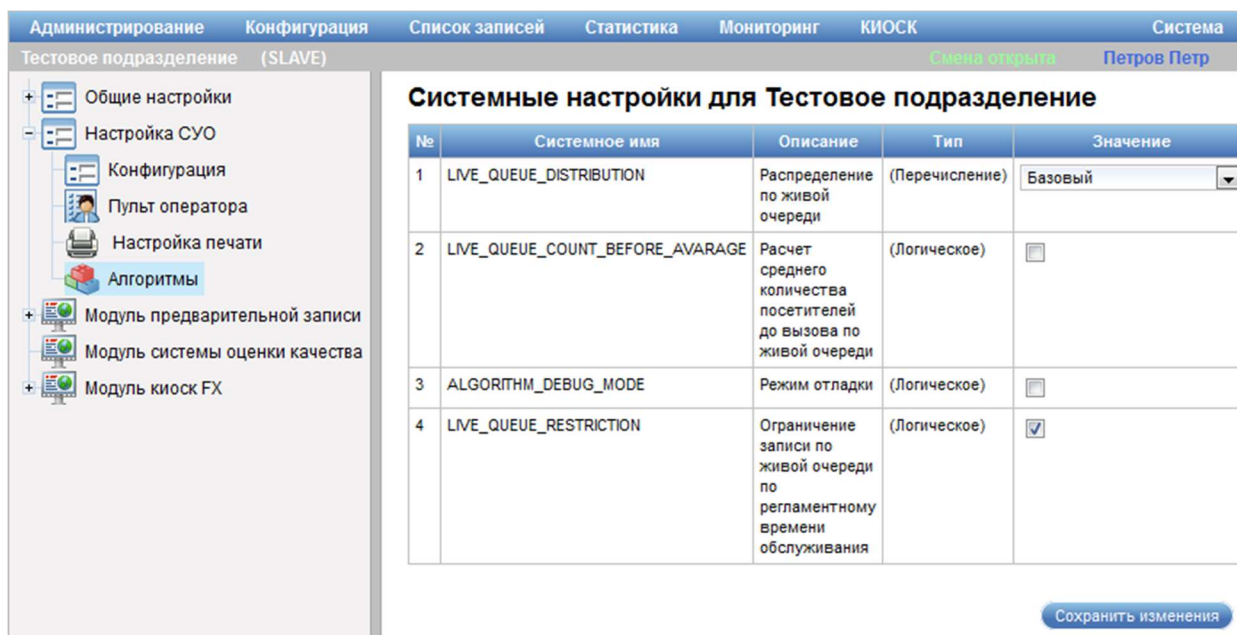 Администрирование Конфигурация Список записей Статистика Мониторинг КИОСК Система
Тестовое подразделение (SLAVE) Смена открыта Петров Петр
Общие настройки
Настройка СУО
Конфигурация
Пульт оператора
Настройка печати
Алгоритмы
Модуль предварительной записи
Модуль системы оценки качества
Модуль киоск FX
Системные настройки для Тестовое подразделение
№ Системное имя Описание Тип Значение
1 LIVE_QUEUE_DISTRIBUTION Распределение (Перечисление) Базовый
по живой
очереди
2 LIVE_QUEUE_COUNT_BEFORE_AVARAGE Расчет (Логическое)
среднего
количества
посетителей
до вызова по
живой очереди
3 ALGORITHM_DEBUG_MODE Режим отладки (Логическое)
4 LIVE_QUEUE_RESTRICTION Ограничение (Логическое)
записи по
живой очереди
по
регламентному
времени
обслуживания
Сохранить изменения